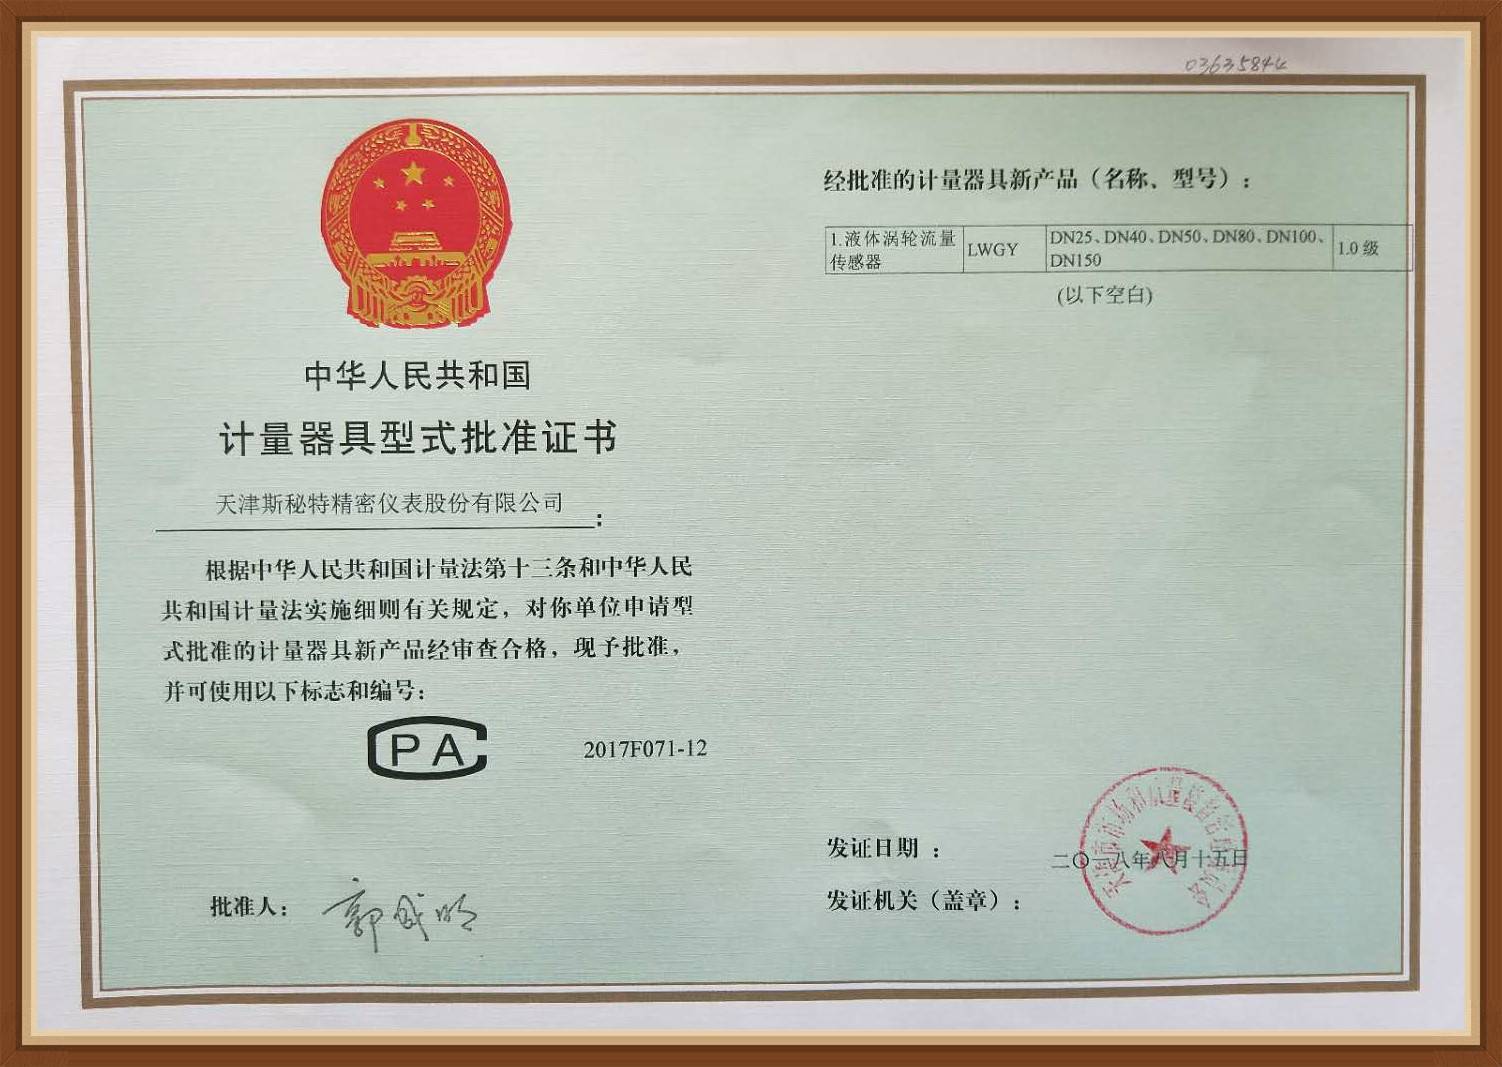 03635844
中华人民共和国
计量器具型式批准证书
天津斯秘特精密仪表股份有限公司：
根据中华人民共和国计量法第十三条和中华人民
共和国计量法实施细则有关规定，对你单位申请型
式批准的计量器具新产品经审查合格，现予批准，
并可使用以下标志和编号：
CPA 2017F071-12
批准人：
经批准的计量器具新产品（名称、型号）：
1.液体涡轮流量
传感器
LWGY
DN25、DN40、DN50、DN80、DN100、
DN150
1.0 级
(以下空白)
发证日期：
二〇一八年八月十五日
发证机关（盖章）：